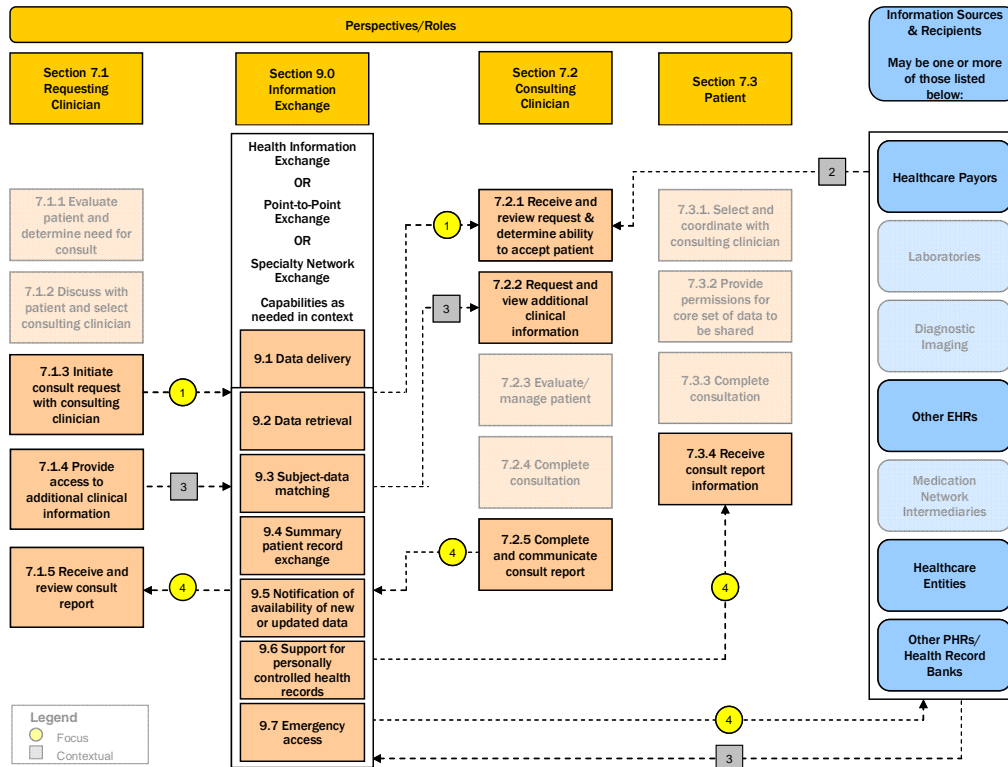 Perspectives/Roles
Information Sources
& Recipients
May be one or more
of those listed
below:
Section 7.1
Requesting
Clinician
Section 9.0
Information
Exchange
Section 7.2
Consulting
Clinician
Section 7.3
Patient
Health Information
Exchange
OR
Point-to-Point
Exchange
OR
Specialty Network
Exchange
Capabilities as
needed in context
7.1.1 Evaluate
patient and
determine need for
consult
7.1.2 Discuss with
patient and select
consulting clinician
7.1.3 Initiate
consult request
with consulting
clinician
7.1.4 Provide
access to
additional clinical
information
7.1.5 Receive and
review consult
report
1
3
4
9.1 Data delivery
9.2 Data retrieval
9.3 Subject-data
matching
9.4 Summary
patient record
exchange
9.5 Notification of
availability of new
or updated data
9.6 Support for
personally
controlled health
records
9.7 Emergency
access
1
3
4
7.2.1 Receive and
review request &
determine ability
to accept patient
7.2.2 Request and
view additional
clinical
information
7.2.3 Evaluate/
manage patient
7.2.4 Complete
consultation
7.2.5 Complete
and communicate
consult report
7.3.1. Select and
coordinate with
consulting clinician
7.3.2 Provide
permissions for
core set of data to
be shared
7.3.3 Complete
consultation
7.3.4 Receive
consult report
information
2
4
4
3
Healthcare Payors
Laboratories
Diagnostic
Imaging
Other EHRs
Medication
Network
Intermediaries
Healthcare
Entities
Other PHRs/
Health Record
Banks
Legend
Focus
Contextual